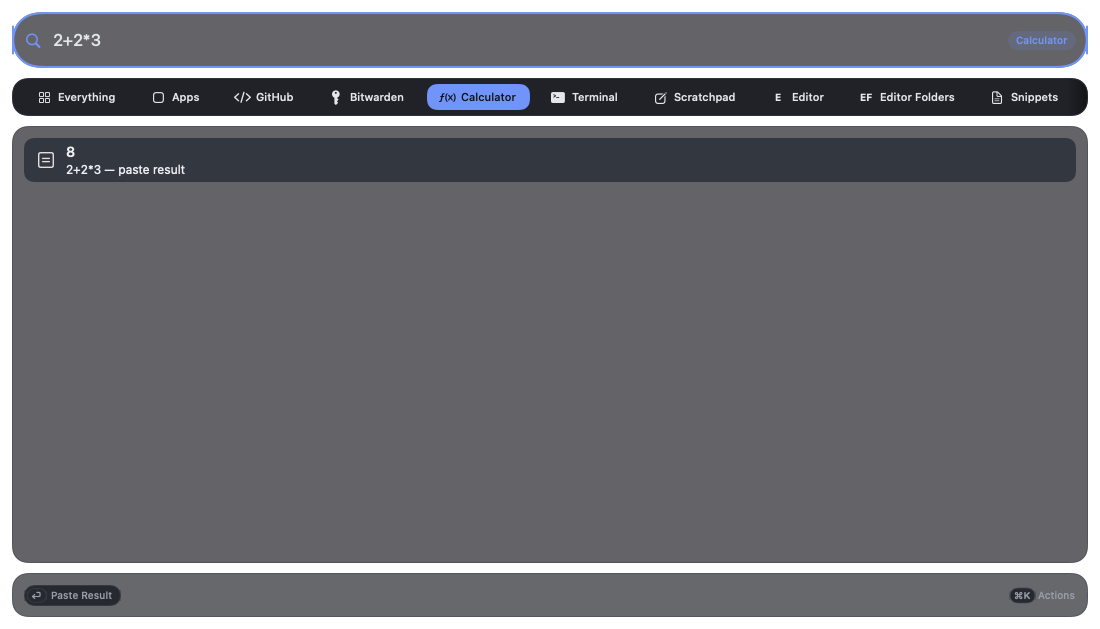 2+2*3
Calculator
Everything Apps </> GitHub Bitwarden f(x) Calculator Terminal Scratchpad E Editor EF Editor Folders Snippets
8
2+2*3 — paste result
Paste Result
⌘K Actions